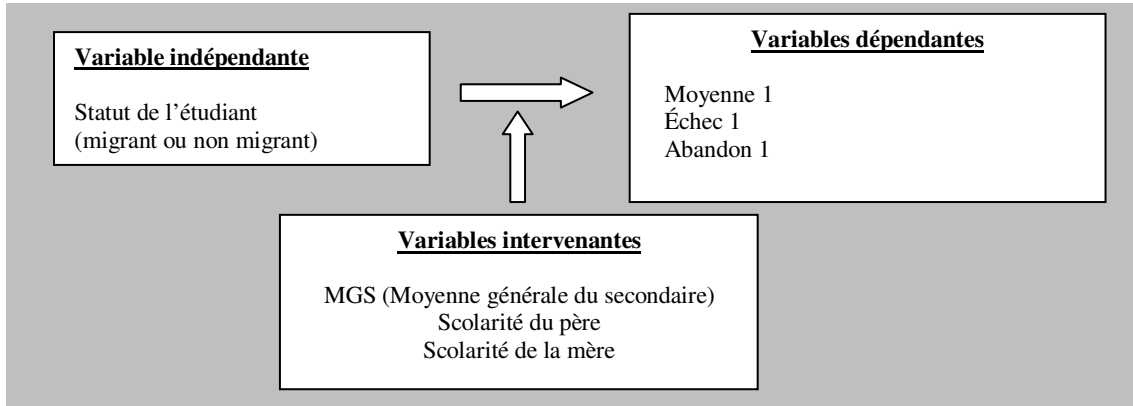 Variable indépendante
Statut de l'étudiant
(migrant ou non migrant)
Variables dépendantes
Moyenne 1
Échec 1
Abandon 1
Variables intervenantes
MGS (Moyenne générale du secondaire)
Scolarité du père
Scolarité de la mère